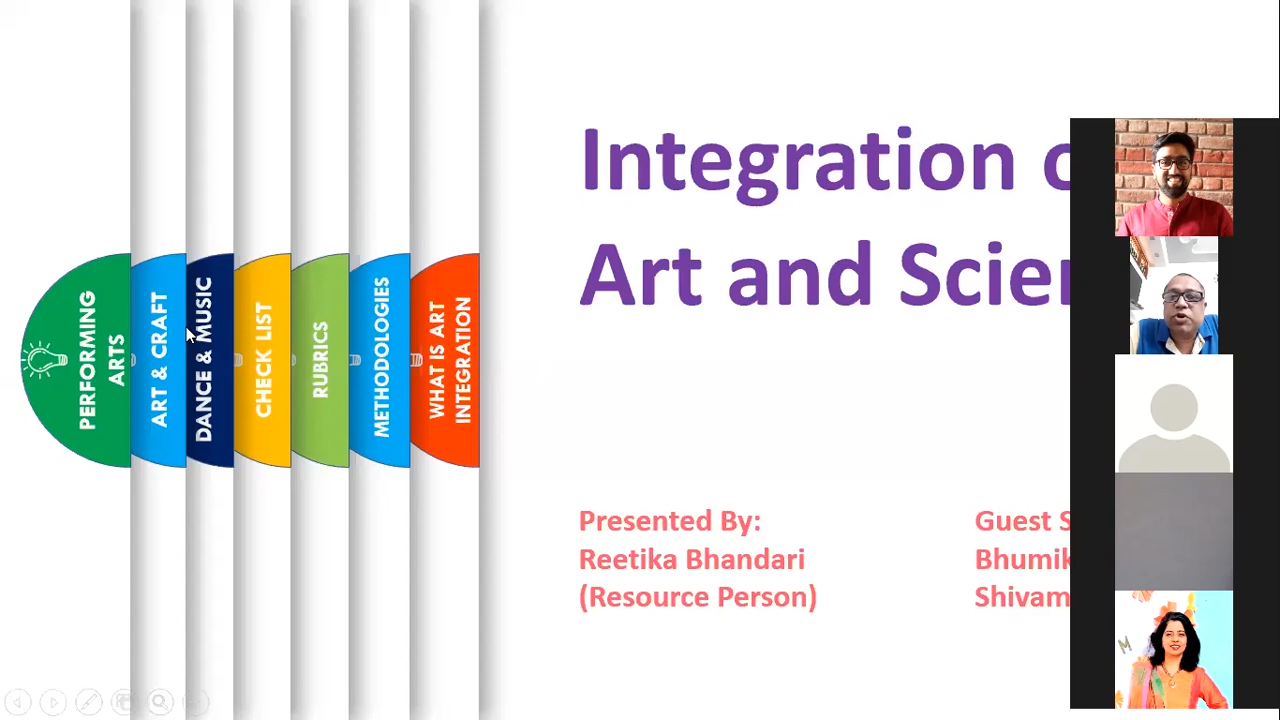 PERFORMING
ARTS
ART & CRAFT
DANCE & MUSIC
CHECK LIST
RUBRICS
METHODOLOGIES
WHAT IS ART
INTEGRATION
Integration
Art and
Presented By:
Reetika Bhandari
(Resource Person)
Guest
Shivam
M